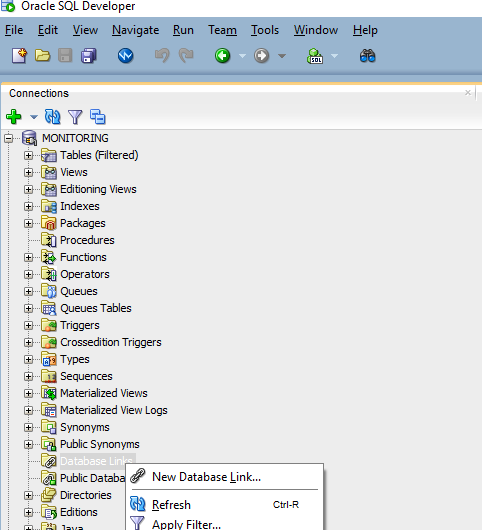 Oracle SQL Developer
File Edit View Navigate Run Team Tools Window Help
SQL
Connections
MONITORING
Tables (Filtered)
Views
Editioning Views
Indexes
Packages
Procedures
Functions
Operators
Queues
Queues Tables
Triggers
Crossedition Triggers
Types
Sequences
Materialized Views
Materialized View Logs
Synonyms
Public Synonyms
Database Links
New Database Link...
Public Databa
Directories
Refresh Ctrl-R
Editions
Apply Filter...
Java